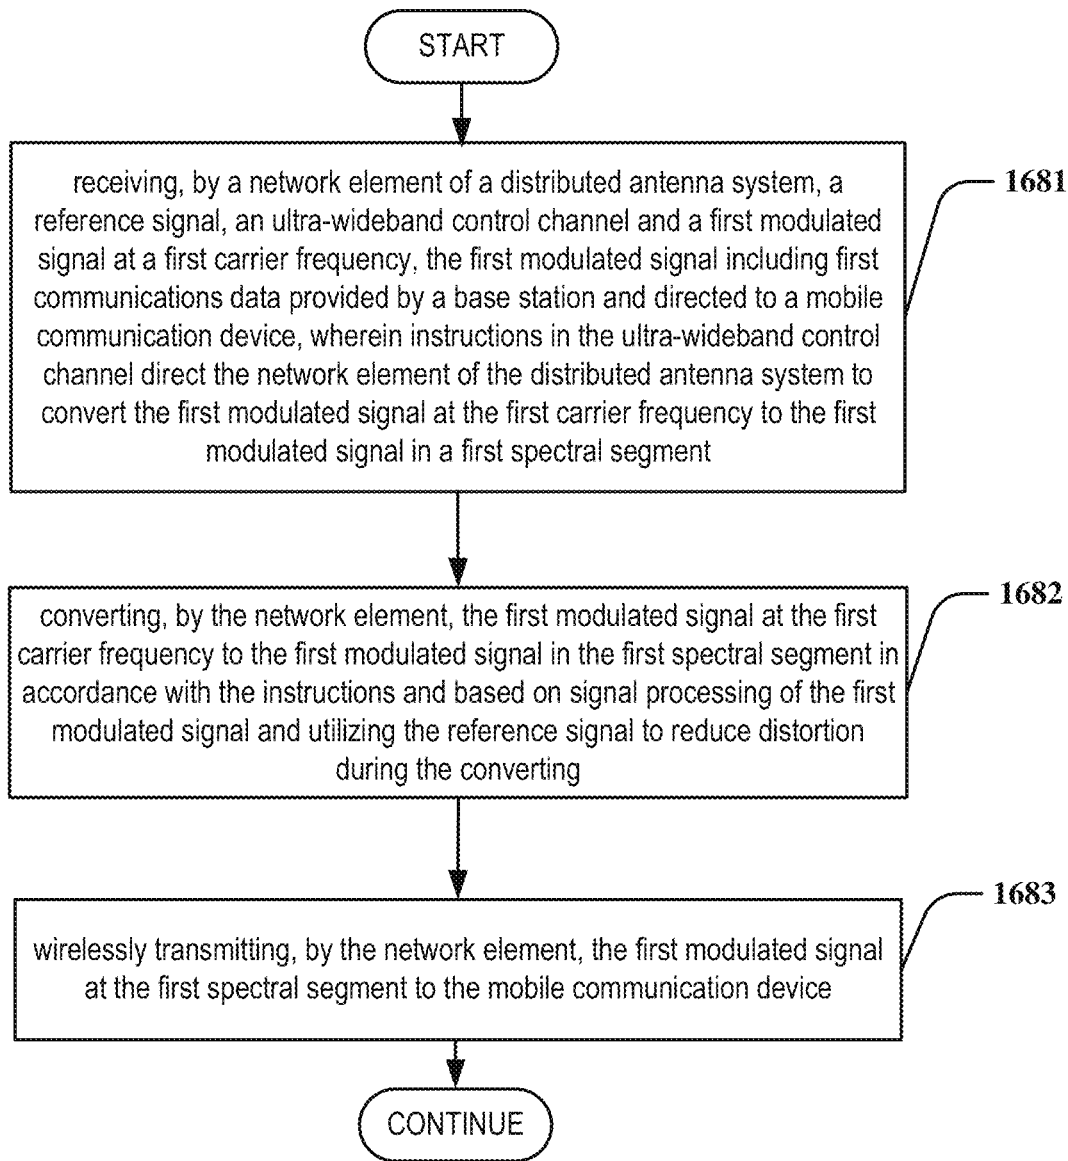 START
receiving, by a network element of a distributed antenna system, a
reference signal, an ultra-wideband control channel and a first modulated
signal at a first carrier frequency, the first modulated signal including first
communications data provided by a base station and directed to a mobile
communication device, wherein instructions in the ultra-wideband control
channel direct the network element of the distributed antenna system to
convert the first modulated signal at the first carrier frequency to the first
modulated signal in a first spectral segment
1681
converting, by the network element, the first modulated signal at the first
carrier frequency to the first modulated signal in the first spectral segment in
accordance with the instructions and based on signal processing of the first
modulated signal and utilizing the reference signal to reduce distortion
during the converting
1682
wirelessly transmitting, by the network element, the first modulated signal
at the first spectral segment to the mobile communication device
1683
CONTINUE